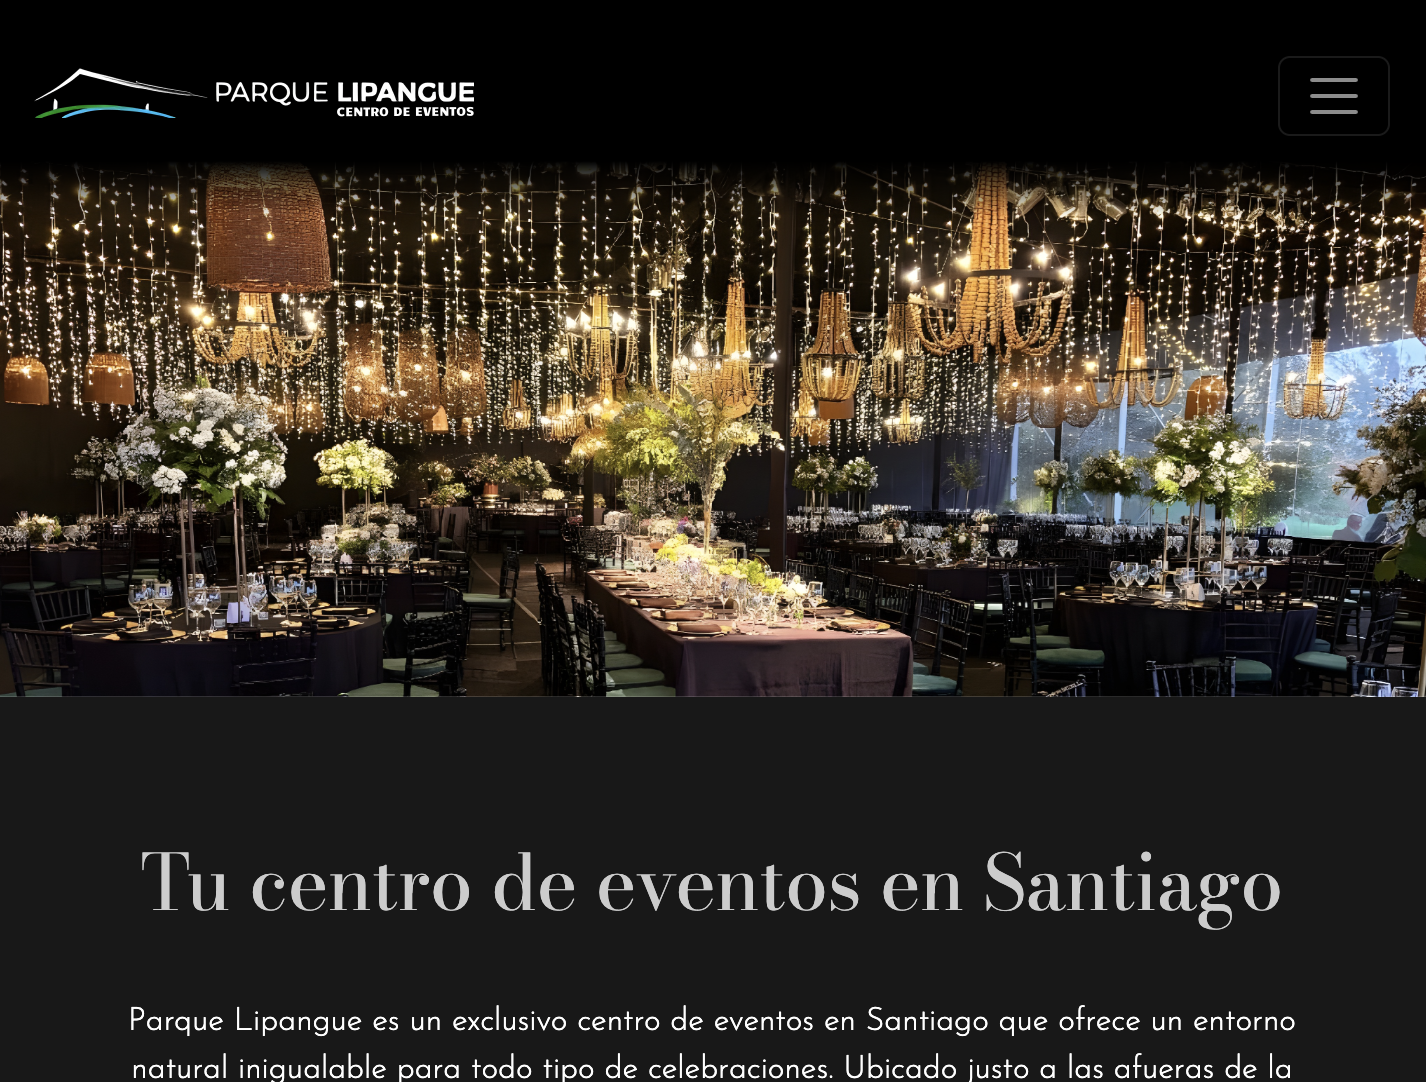 PARQUE LIPANGUE
CENTRO DE EVENTOS
Tu centro de eventos en Santiago
Parque Lipangue es un exclusivo centro de eventos en Santiago que ofrece un entorno
natural inigualable para todo tipo de celebraciones. Ubicado justo a las afueras de la